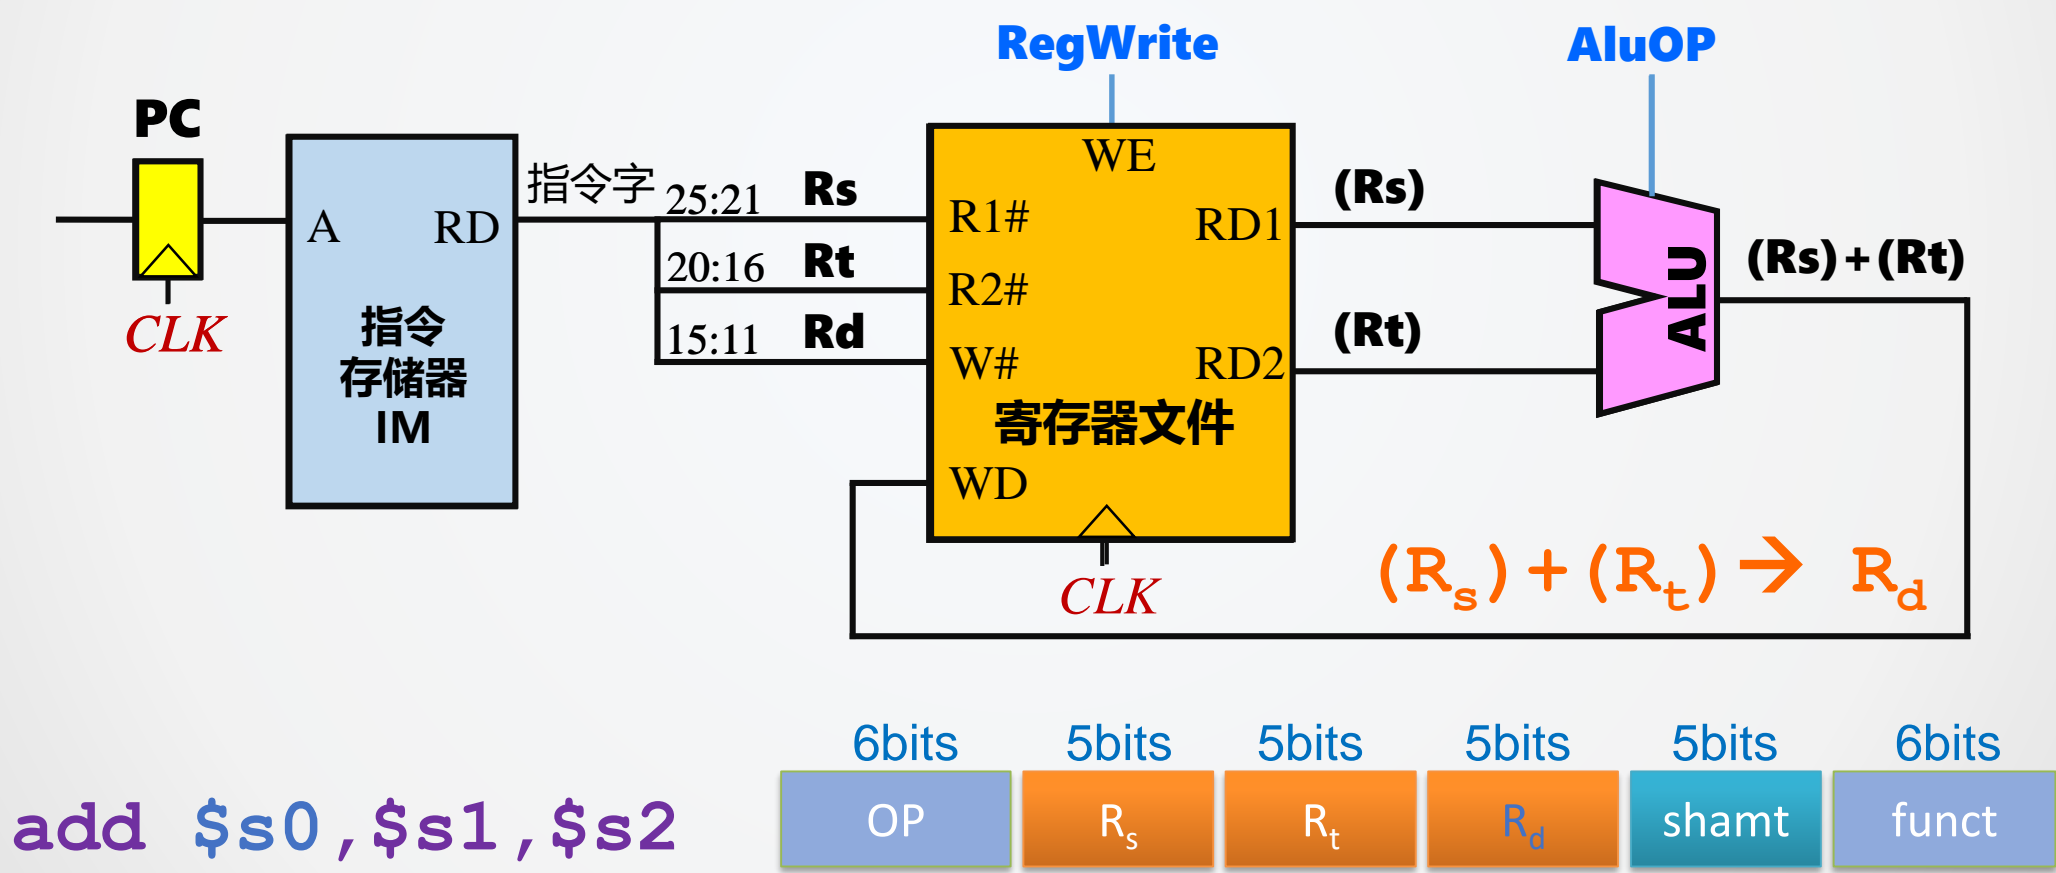 RegWrite
AluOP
PC
WE
指令字
25:21
Rs
R1#
RD1
(Rs)
A
RD
20:16
Rt
R2#
ALU
(Rs)+(Rt)
CLK
指令
存储器
IM
15:11
Rd
W#
RD2
(Rt)
寄存器文件
WD
CLK
(Rs)+(Rt)→ Rd
6bits
5bits
5bits
5bits
5bits
6bits
add $s0,$s1,$s2
OP
Rs
Rt
Rd
shamt
funct